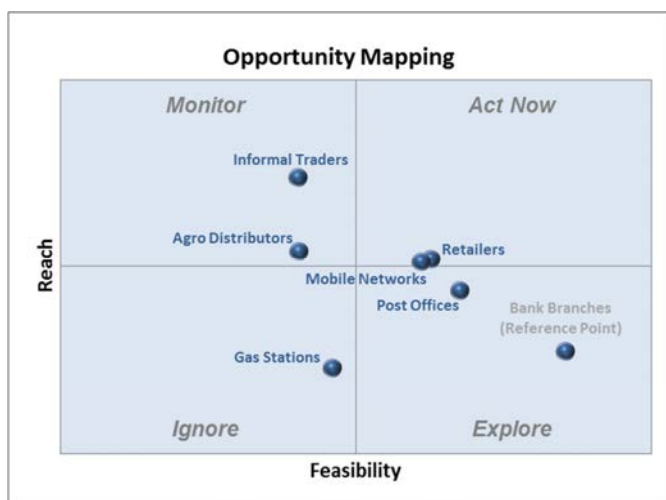 Opportunity Mapping
Monitor
Act Now
Informal Traders
Agro Distributors
Retailers
Mobile Networks
Post Offices
Bank Branches
(Reference Point)
Gas Stations
Ignore
Explore
Reach
Feasibility